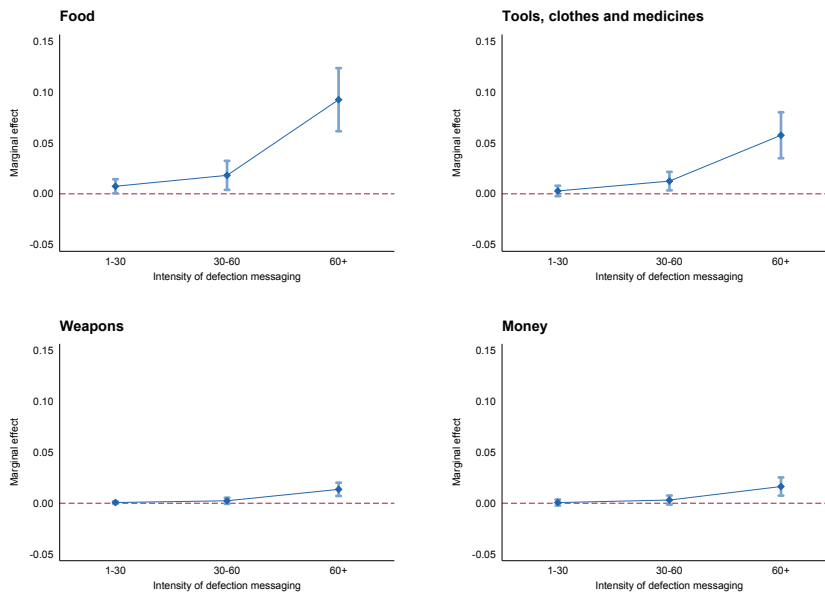 Food
0.15
0.10
0.05
0.00
-0.05
Marginal effect
1-30
30-60
60+
Intensity of defection messaging
Tools, clothes and medicines
0.15
0.10
0.05
0.00
-0.05
Marginal effect
1-30
30-60
60+
Intensity of defection messaging
Weapons
0.15
0.10
0.05
0.00
-0.05
Marginal effect
1-30
30-60
60+
Intensity of defection messaging
Money
0.15
0.10
0.05
0.00
-0.05
Marginal effect
1-30
30-60
60+
Intensity of defection messaging